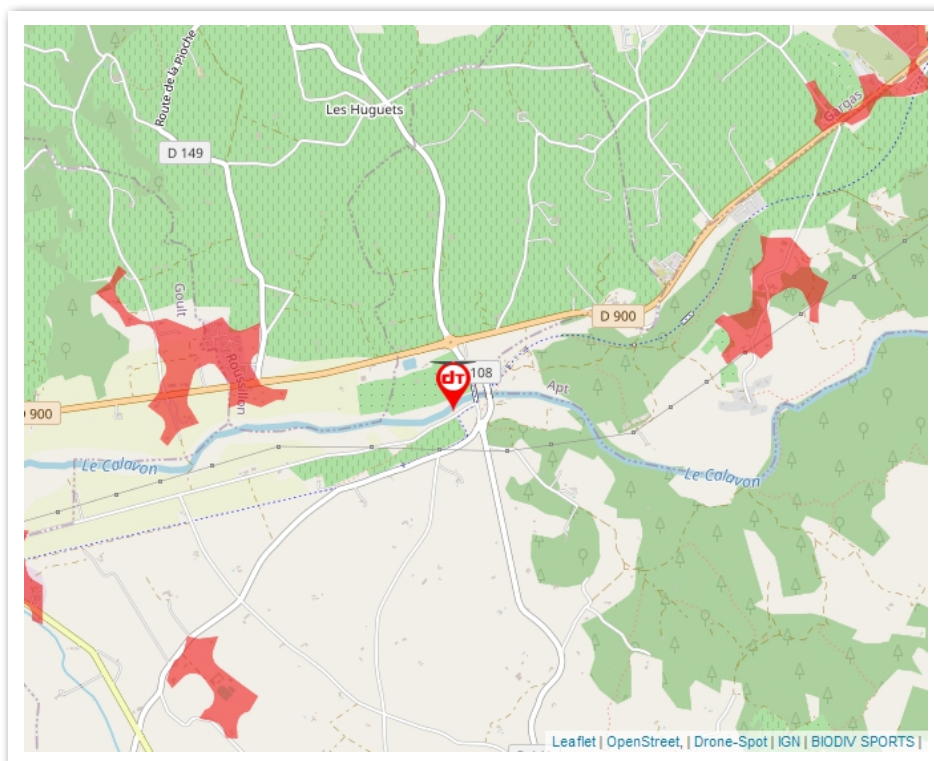 Route de la Pioche
Les Huguets
D 149
Gargas
Goult
Roussillon
D 900
dT
108
Apt
900
Le Calavon
Le Calavon
Leaflet | OpenStreet, | Drone-Spot | IGN | BIODIV SPORTS |